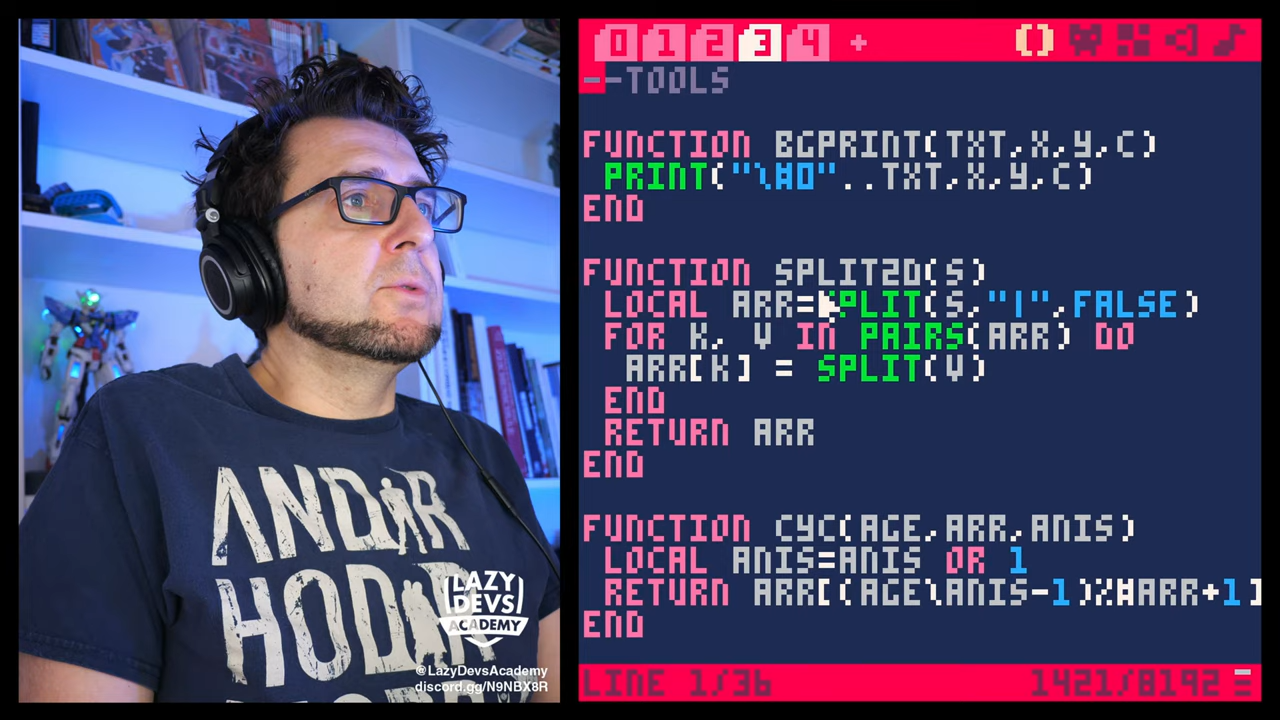 0 1 2 3 4 +
--TOOLS
FUNCTION BGPRINT(TXT,X,Y,C)
PRINT("\#0"..TXT,X,Y,C)
END
FUNCTION SPLIT2D(S)
LOCAL ARR=SPLIT(S,"|",FALSE)
FOR K, V IN PAIRS(ARR) DO
ARR[K] = SPLIT(V)
END
RETURN ARR
END
FUNCTION CYC(AGE,ARR,ANIS)
LOCAL ANIS=ANIS OR 1
RETURN ARR[(AGE\ANIS-1)%#ARR+1]
END
LINE 1/36
1421/8192
ANDOR
HODOR
LAZY
DEVS
ACADEMY
@LazyDevsAcademy
discord.gg/N9NBX8R